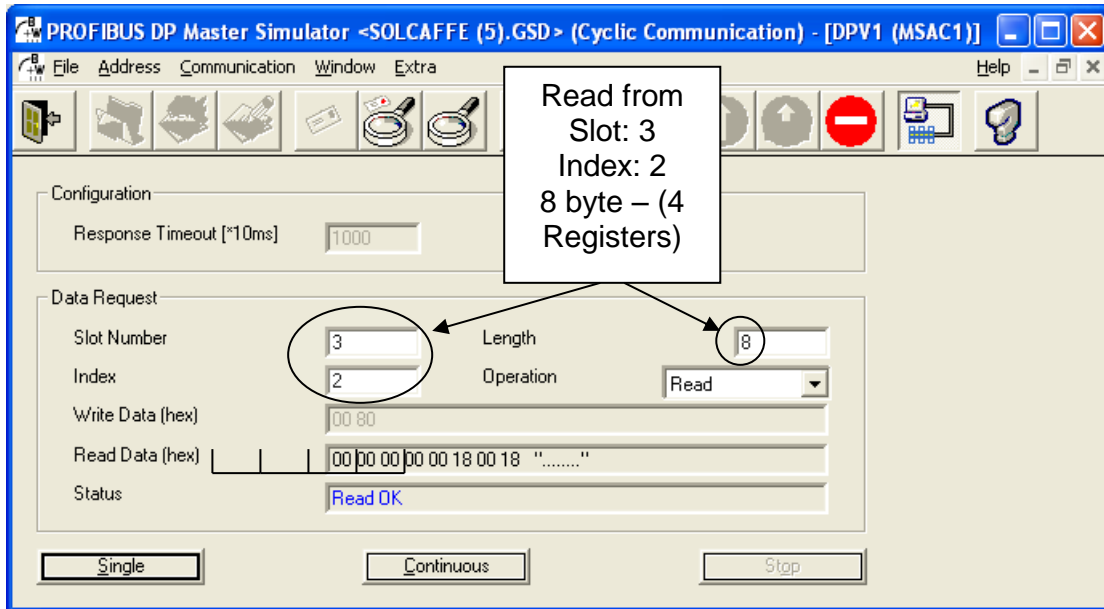 PROFIBUS DP Master Simulator <SOLCAFFE (5).GSD> (Cyclic Communication) - [DPV1 (MSAC1)]
File Address Communication Window Extra Help
Read from
Slot: 3
Index: 2
8 byte – (4
Registers)
Configuration
Response Timeout [*10ms] 1000
Data Request
Slot Number 3 Length 8
Index 2 Operation Read
Write Data (hex) 00 80
Read Data (hex) 00 00 00 00 00 18 00 18 "........"
Status Read OK
Single Continuous Stop